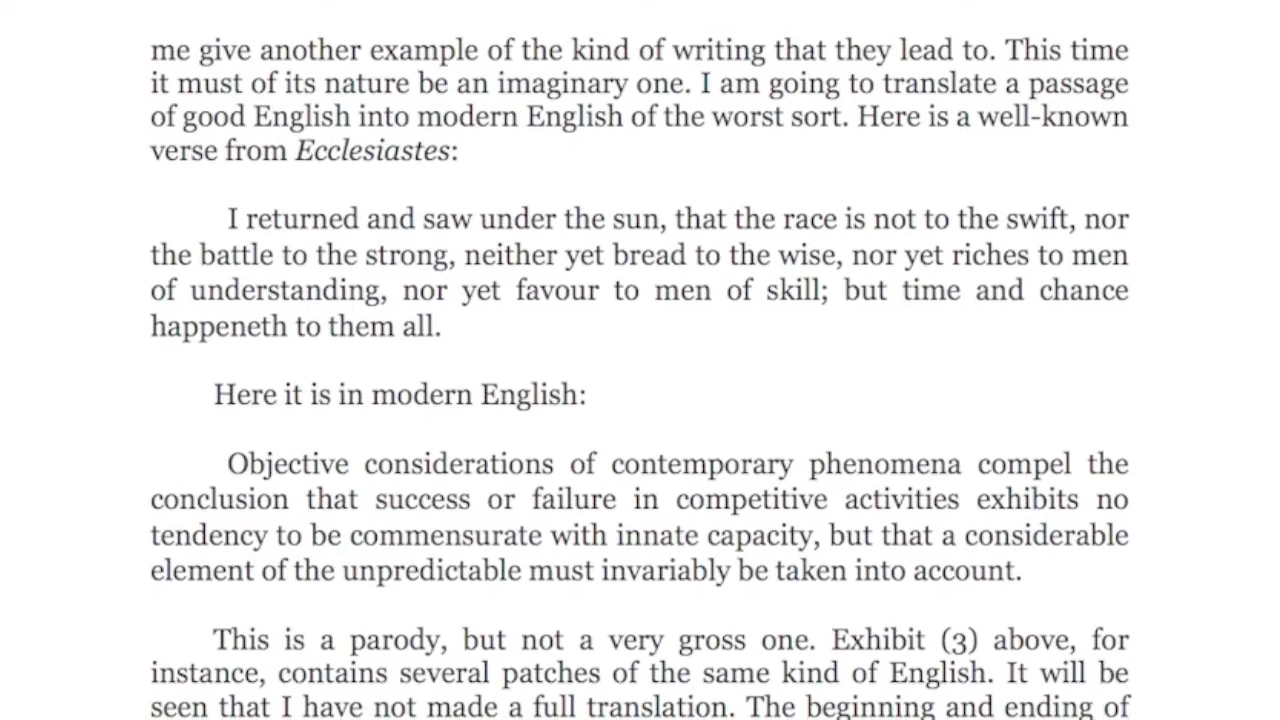 me give another example of the kind of writing that they lead to. This time
it must of its nature be an imaginary one. I am going to translate a passage
of good English into modern English of the worst sort. Here is a well-known
verse from Ecclesiastes:
I returned and saw under the sun, that the race is not to the swift, nor
the battle to the strong, neither yet bread to the wise, nor yet riches to men
of understanding, nor yet favour to men of skill; but time and chance
happeneth to them all.
Here it is in modern English:
Objective considerations of contemporary phenomena compel the
conclusion that success or failure in competitive activities exhibits no
tendency to be commensurate with innate capacity, but that a considerable
element of the unpredictable must invariably be taken into account.
This is a parody, but not a very gross one. Exhibit (3) above, for
instance, contains several patches of the same kind of English. It will be
seen that I have not made a full translation. The beginning and ending of